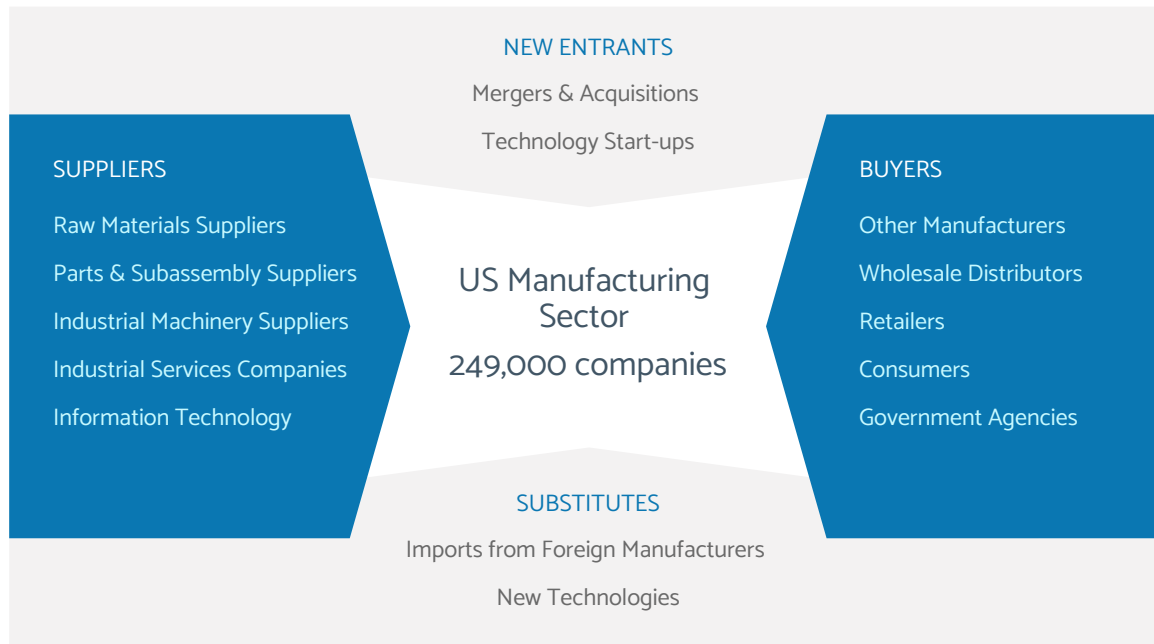 NEW ENTRANTS
Mergers & Acquisitions
Technology Start-ups
SUPPLIERS
Raw Materials Suppliers
Parts & Subassembly Suppliers
Industrial Machinery Suppliers
Industrial Services Companies
Information Technology
US Manufacturing
Sector
249,000 companies
BUYERS
Other Manufacturers
Wholesale Distributors
Retailers
Consumers
Government Agencies
SUBSTITUTES
Imports from Foreign Manufacturers
New Technologies